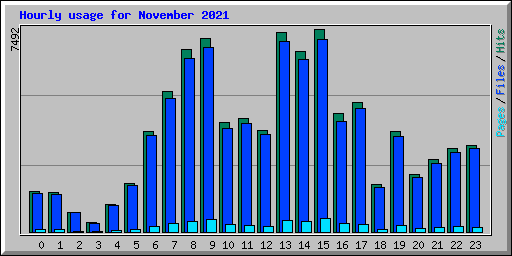 Hourly usage for November 2021
7492
Pages/Files/Hits
0 1 2 3 4 5 6 7 8 9 10 11 12 13 14 15 16 17 18 19 20 21 22 23